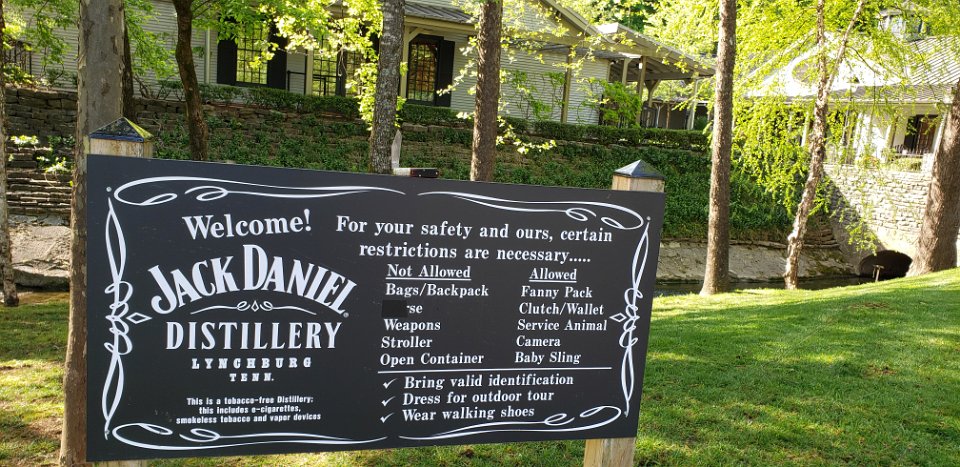 Welcome!
JACK DANIEL®
DISTILLERY
LYNCHBURG
TENN.
This is a tobacco-free Distillery:
this includes e-cigarettes,
smokeless tobacco and vapor devices
For your safety and ours, certain
restrictions are necessary.....
Not Allowed
Bags/Backpack
Weapons
Stroller
Open Container
Allowed
Fanny Pack
Clutch/Wallet
Service Animal
Camera
Baby Sling
✓ Bring valid identification
✓ Dress for outdoor tour
✓ Wear walking shoes